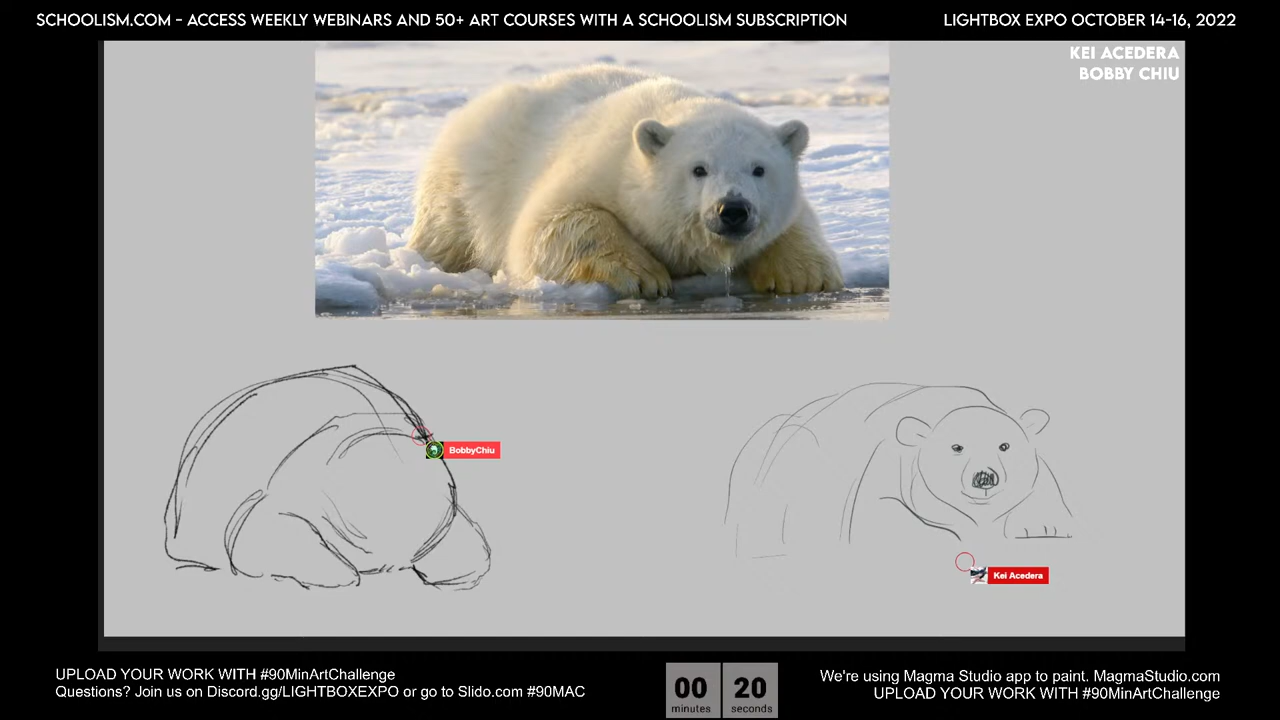 SCHOOLISM.COM - ACCESS WEEKLY WEBINARS AND 50+ ART COURSES WITH A SCHOOLISM SUBSCRIPTION
LIGHTBOX EXPO OCTOBER 14-16, 2022
KEI ACEDERA
BOBBY CHIU
BobbyChiu
Kei Acedera
UPLOAD YOUR WORK WITH #90MinArtChallenge
Questions? Join us on Discord.gg/LIGHTBOXEXPO or go to Slido.com #90MAC
00 20
minutes seconds
We're using Magma Studio app to paint. MagmaStudio.com
UPLOAD YOUR WORK WITH #90MinArtChallenge